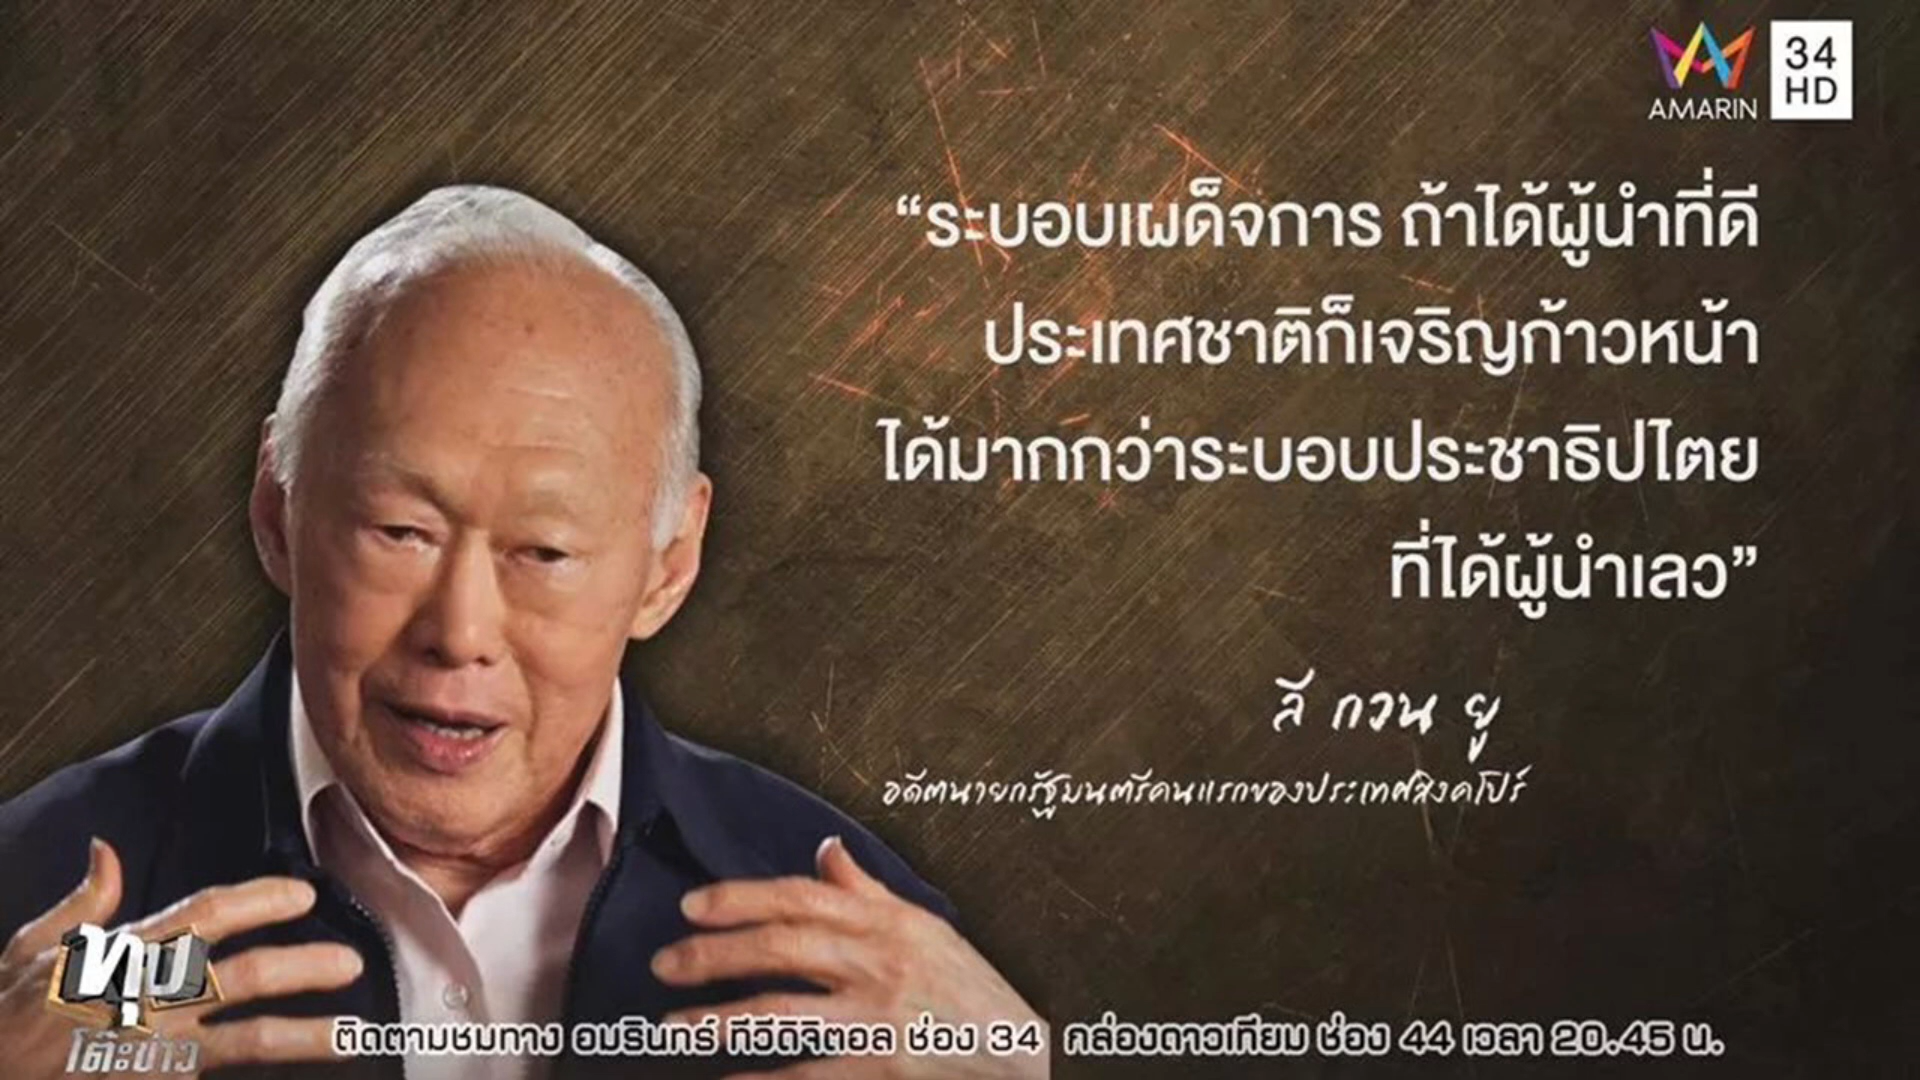 AMARIN
34
HD
“ระบอบเผด็จการ ถ้าได้ผู้นำที่ดี
ประเทศชาติก็เจริญก้าวหน้า
ได้มากกว่าระบอบประชาธิปไตย
ที่ได้ผู้นำเลว”
ลี กวน ยู
อดีตนายกรัฐมนตรีคนแรกของประเทศสิงคโปร์
ทุบ
โต๊ะข่าว
ติดตามชมทาง อมรินทร์ ทีวีดิจิตอล ช่อง 34 กล่องดาวเทียม ช่อง 44 เวลา 20.45 น.